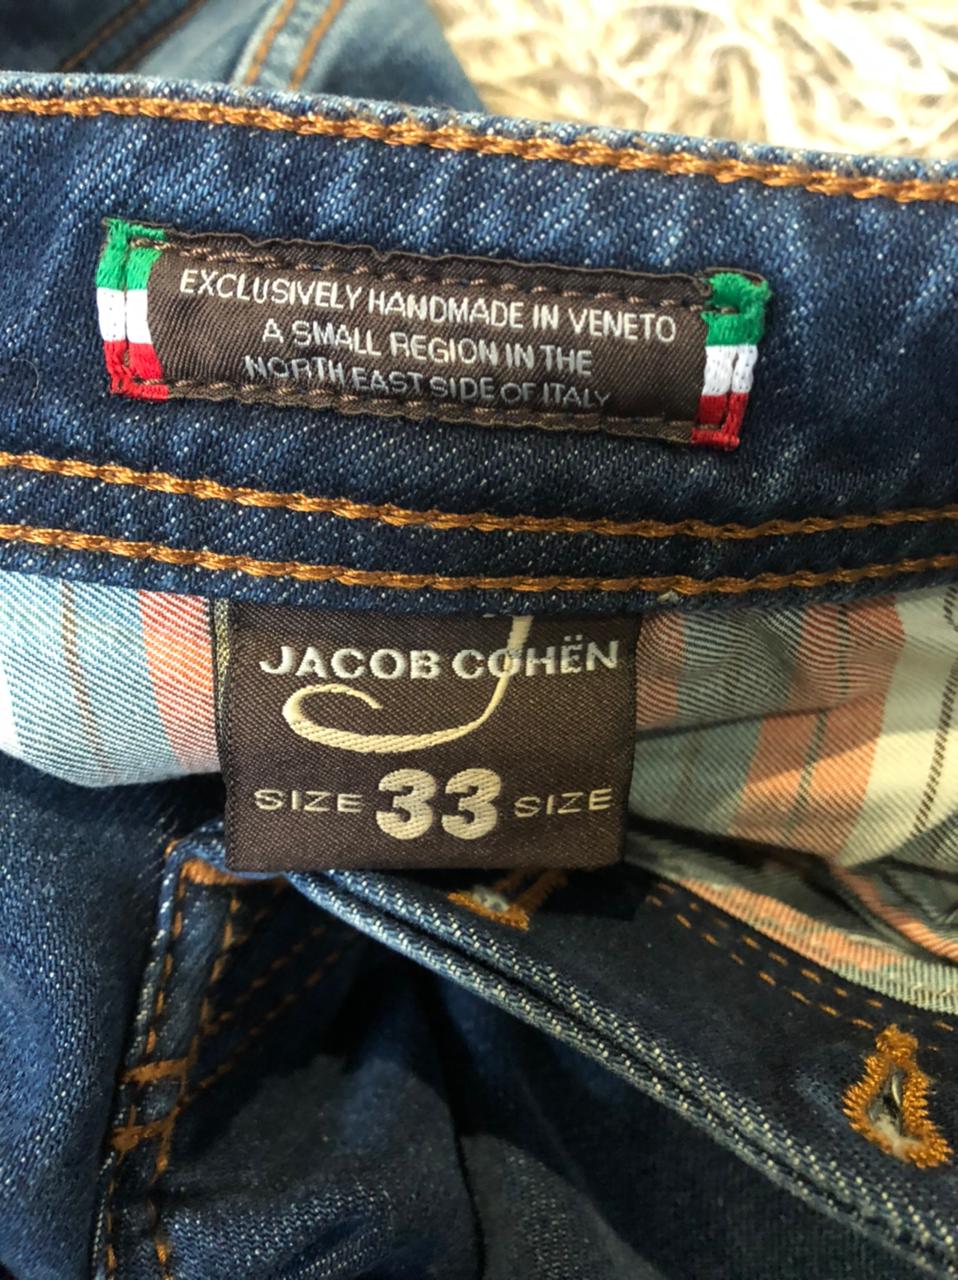 EXCLUSIVELY HANDMADE IN VENETO
A SMALL REGION IN THE
NORTH EAST SIDE OF ITALY
JACOB COHËN
SIZE 33 SIZE